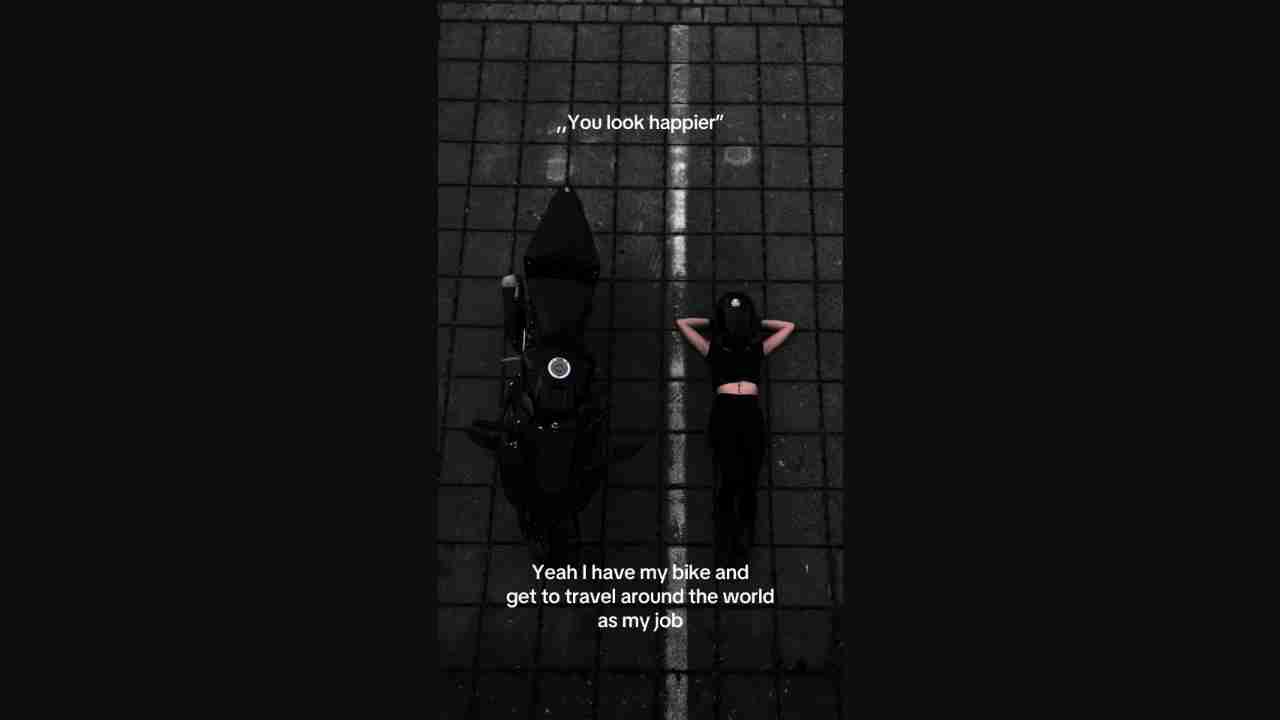 „You look happier”
Yeah I have my bike and
get to travel around the world
as my job